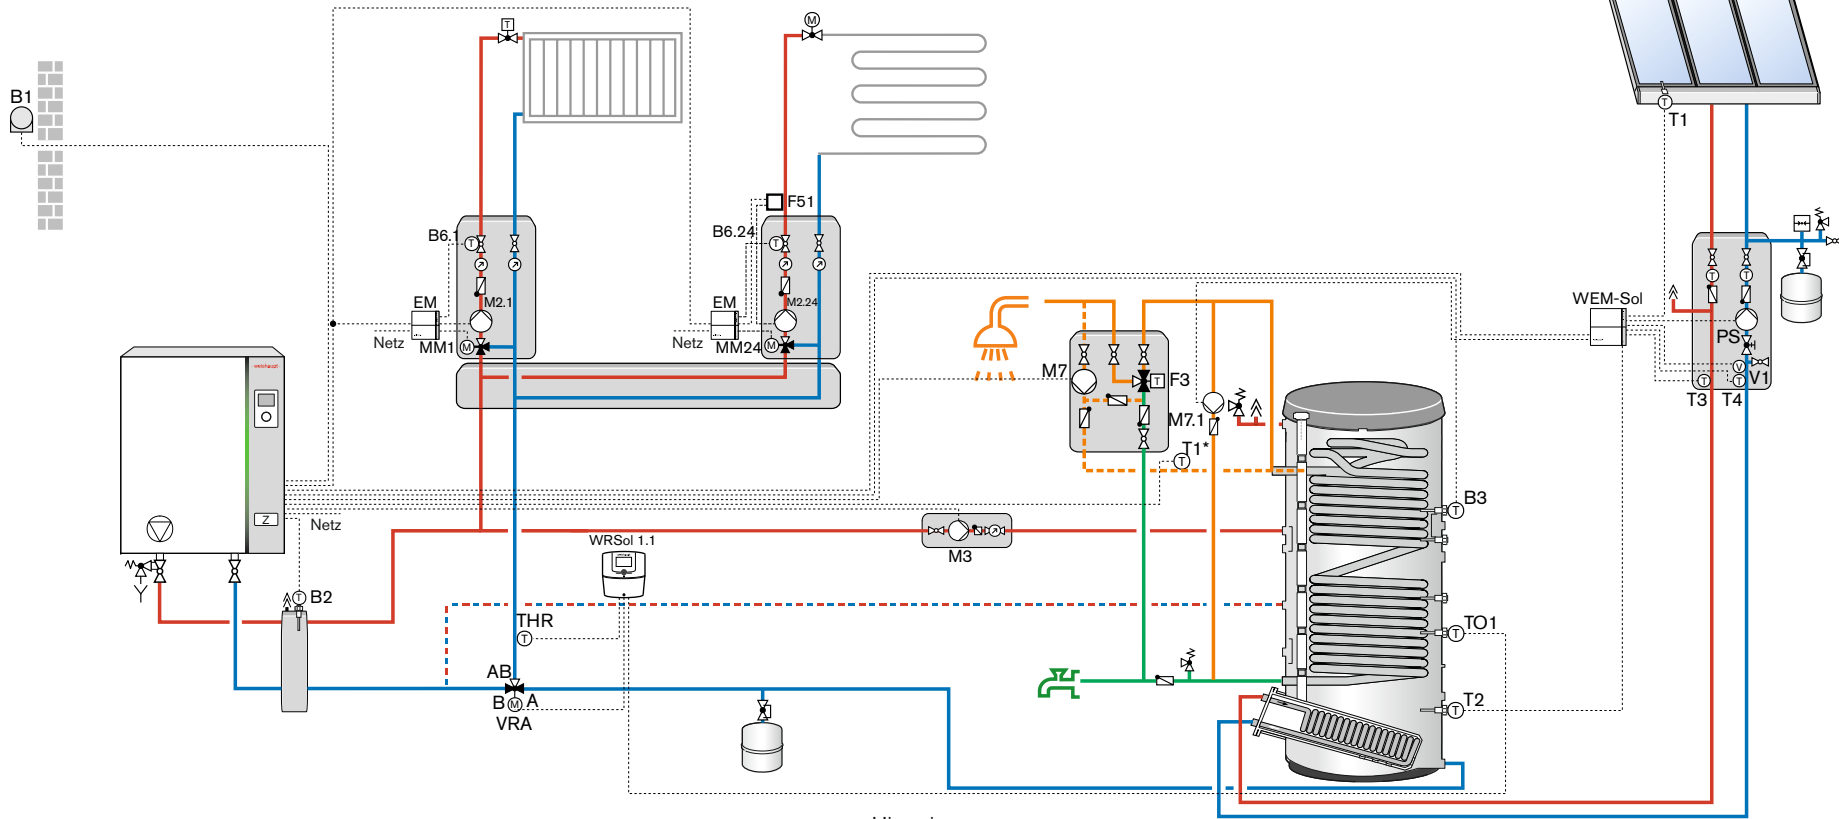 T
M
B1
T1
T
F51
B6.1
T
B6.24
T
WEM-Sol
T
T
EM
M2.1
EM
M2.24
PS
Netz
MM1
M
Netz
MM24
M
M7
T
F3
V
V1
T3
T
T4
T
M7.1
T1*
T
B3
T
Z
Netz
WRSol 1.1
M3
T
B2
THR
T
TO1
T
AB
B
M
A
VRA
T2
T